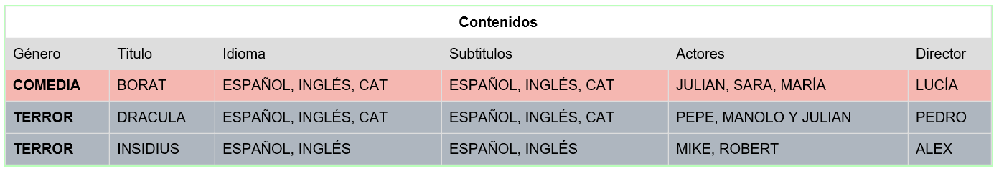 Contenidos
Género Titulo Idioma Subtitulos Actores Director
COMEDIA BORAT ESPAÑOL, INGLÉS, CAT ESPAÑOL, INGLÉS, CAT JULIAN, SARA, MARÍA LUCÍA
TERROR DRACULA ESPAÑOL, INGLÉS, CAT ESPAÑOL, INGLÉS, CAT PEPE, MANOLO Y JULIAN PEDRO
TERROR INSIDIUS ESPAÑOL, INGLÉS ESPAÑOL, INGLÉS MIKE, ROBERT ALEX